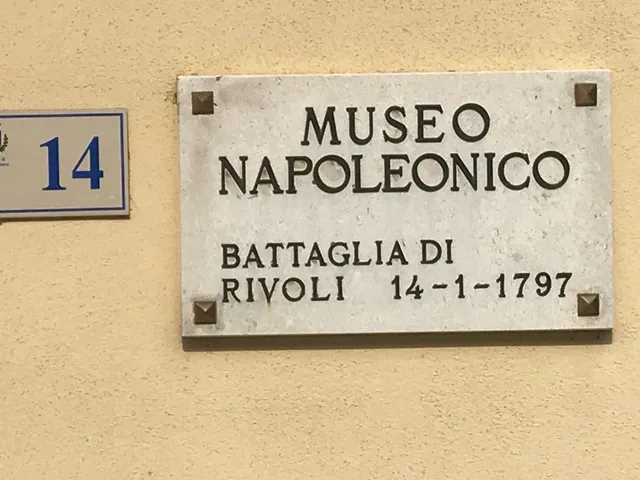 14
MUSEO
NAPOLEONICO
BATTAGLIA DI
RIVOLI 14-1-1797